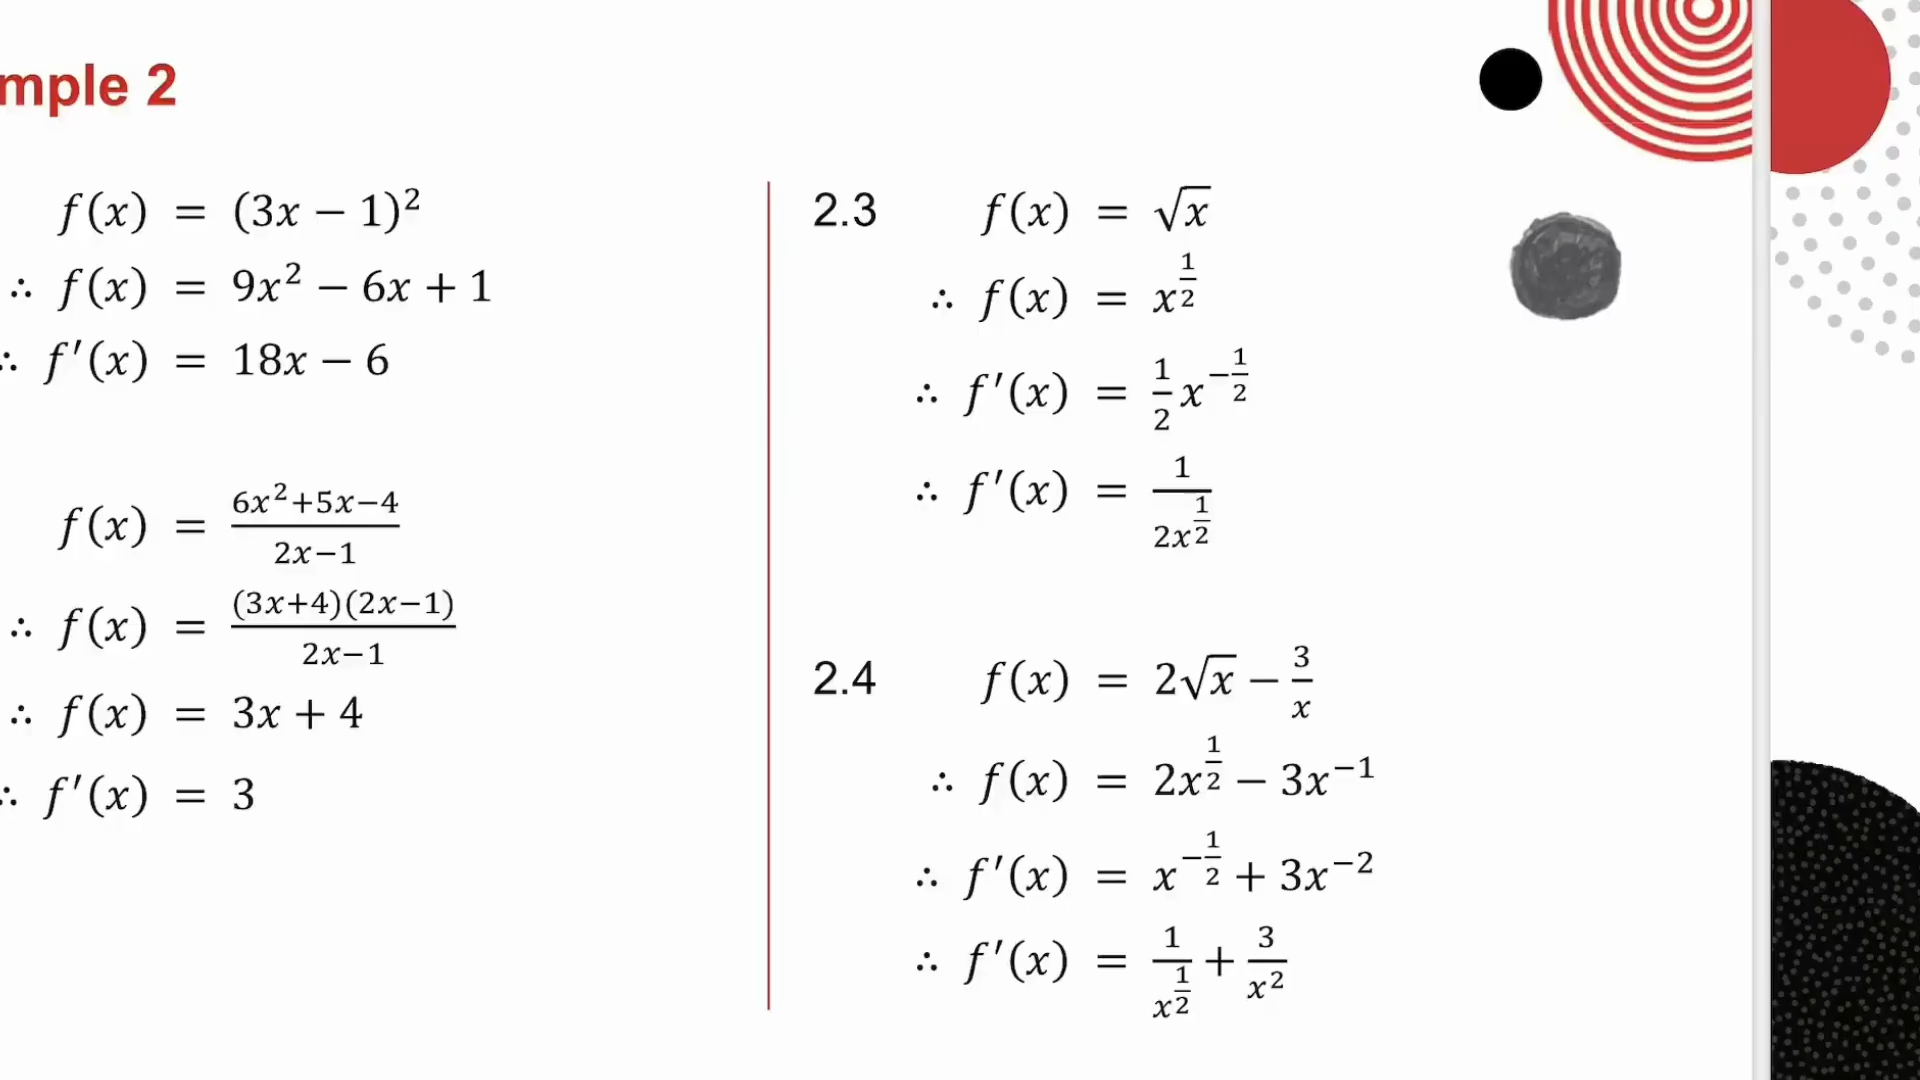 mple 2
f(x) = (3x − 1)²
∴ f(x) = 9x² − 6x + 1
∴ f′(x) = 18x − 6
f(x) = (6x²+5x−4)/(2x−1)
∴ f(x) = ((3x+4)(2x−1))/(2x−1)
∴ f(x) = 3x + 4
∴ f′(x) = 3
2.3 f(x) = √x
∴ f(x) = x^(1/2)
∴ f′(x) = 1/2 x^(−1/2)
∴ f′(x) = 1/(2x^(1/2))
2.4 f(x) = 2√x − 3/x
∴ f(x) = 2x^(1/2) − 3x⁻¹
∴ f′(x) = x^(−1/2) + 3x⁻²
∴ f′(x) = 1/x^(1/2) + 3/x²